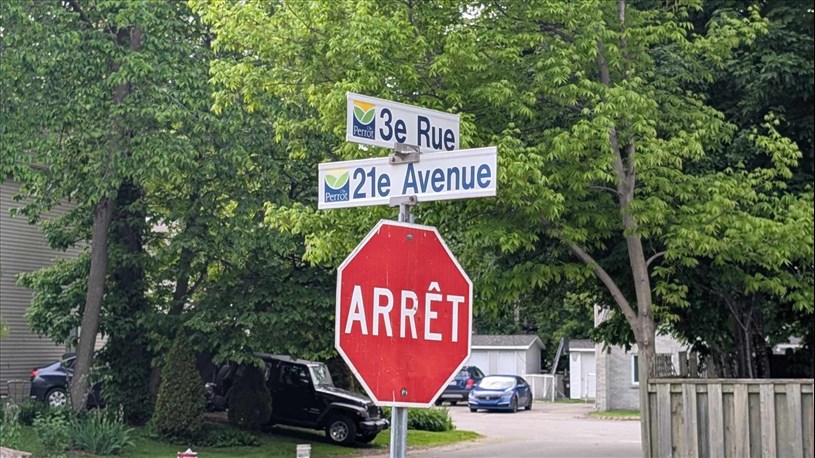 Perrot
3e Rue
Perrot
21e Avenue
ARRÊT